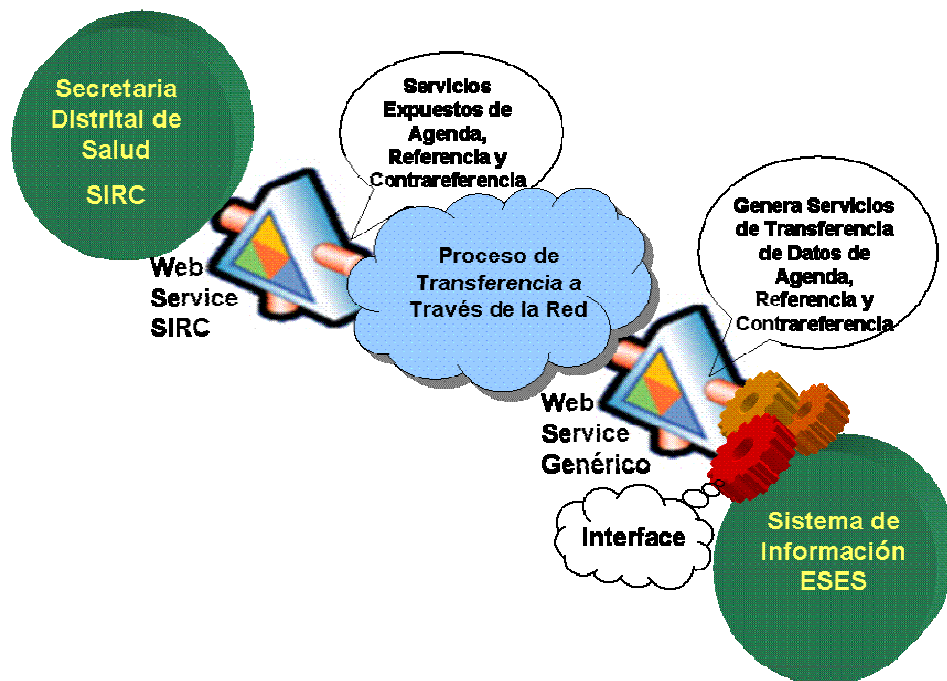 Secretaria
Distrital de
Salud
SIRC
Servicios
Expuestos de
Agenda,
Referencia y
Contrareferencia
Web
Service
SIRC
Proceso de
Transferencia a
Través de la Red
Genera Servicios
de Transferencia
de Datos de
Agenda,
Referencia y
Contrareferencia
Web
Service
Genérico
Interface
Sistema de
Información
ESES